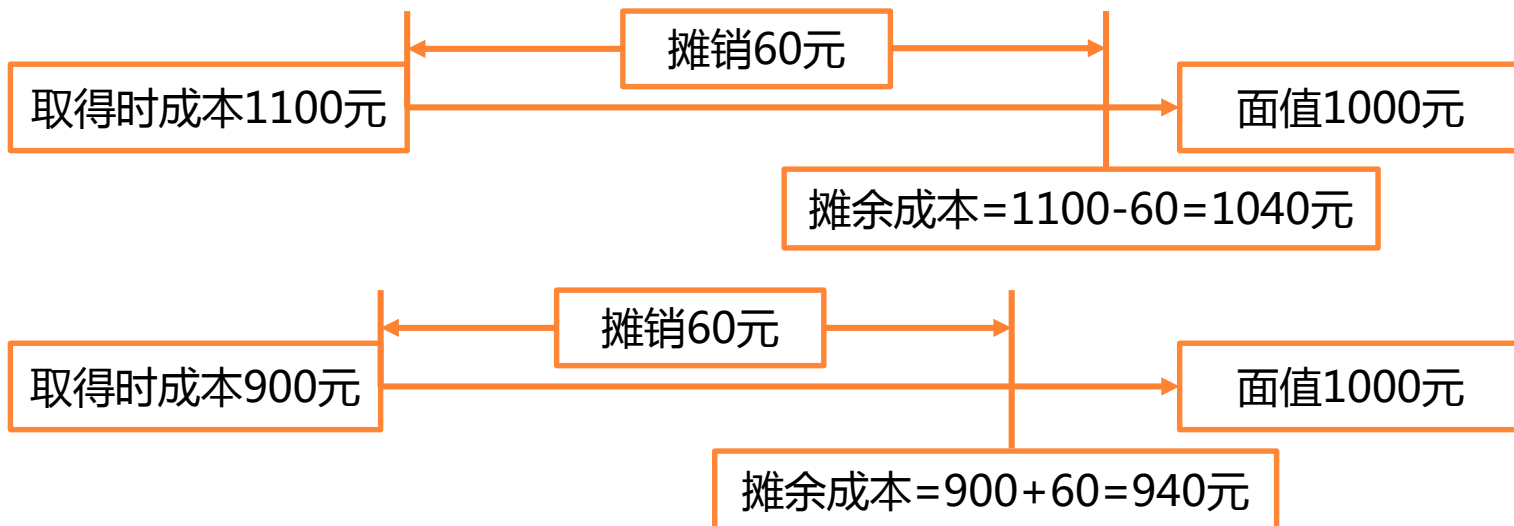 摊销60元
取得时成本1100元
面值1000元
摊余成本=1100-60=1040元
摊销60元
取得时成本900元
面值1000元
摊余成本=900+60=940元